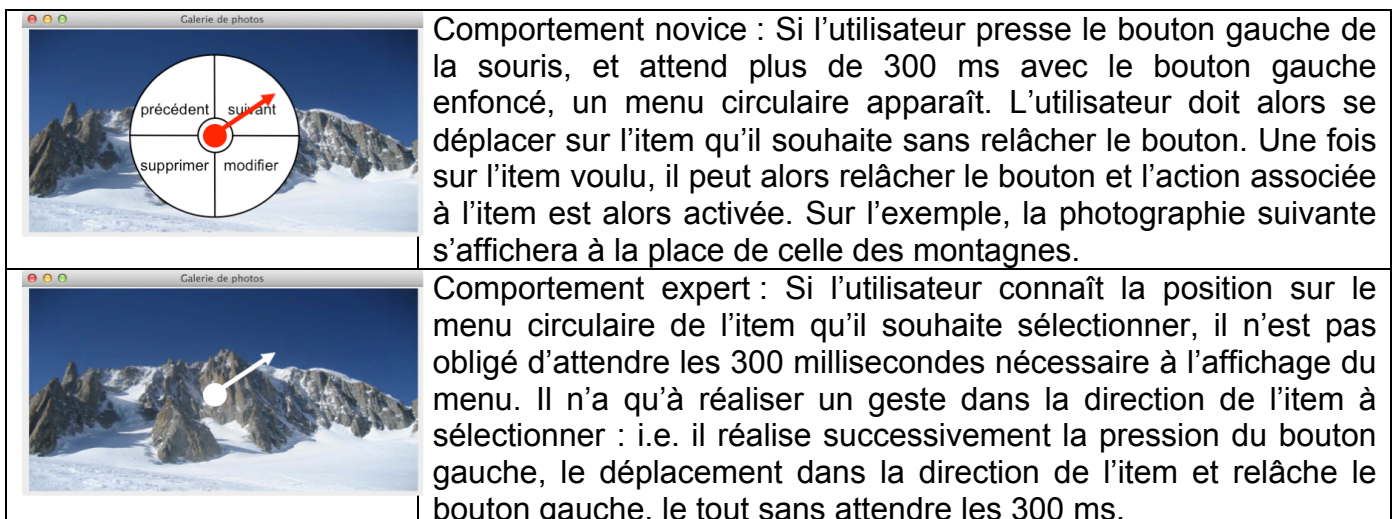 Galerie de photos
précédent suivant
supprimer modifier
Comportement novice : Si l’utilisateur presse le bouton gauche de
la souris, et attend plus de 300 ms avec le bouton gauche
enfoncé, un menu circulaire apparaît. L’utilisateur doit alors se
déplacer sur l’item qu’il souhaite sans relâcher le bouton. Une fois
sur l’item voulu, il peut alors relâcher le bouton et l’action associée
à l’item est alors activée. Sur l’exemple, la photographie suivante
s’affichera à la place de celle des montagnes.
Galerie de photos
Comportement expert : Si l’utilisateur connaît la position sur le
menu circulaire de l’item qu’il souhaite sélectionner, il n’est pas
obligé d’attendre les 300 millisecondes nécessaire à l’affichage du
menu. Il n’a qu’à réaliser un geste dans la direction de l’item à
sélectionner : i.e. il réalise successivement la pression du bouton
gauche, le déplacement dans la direction de l’item et relâche le
bouton gauche, le tout sans attendre les 300 ms.